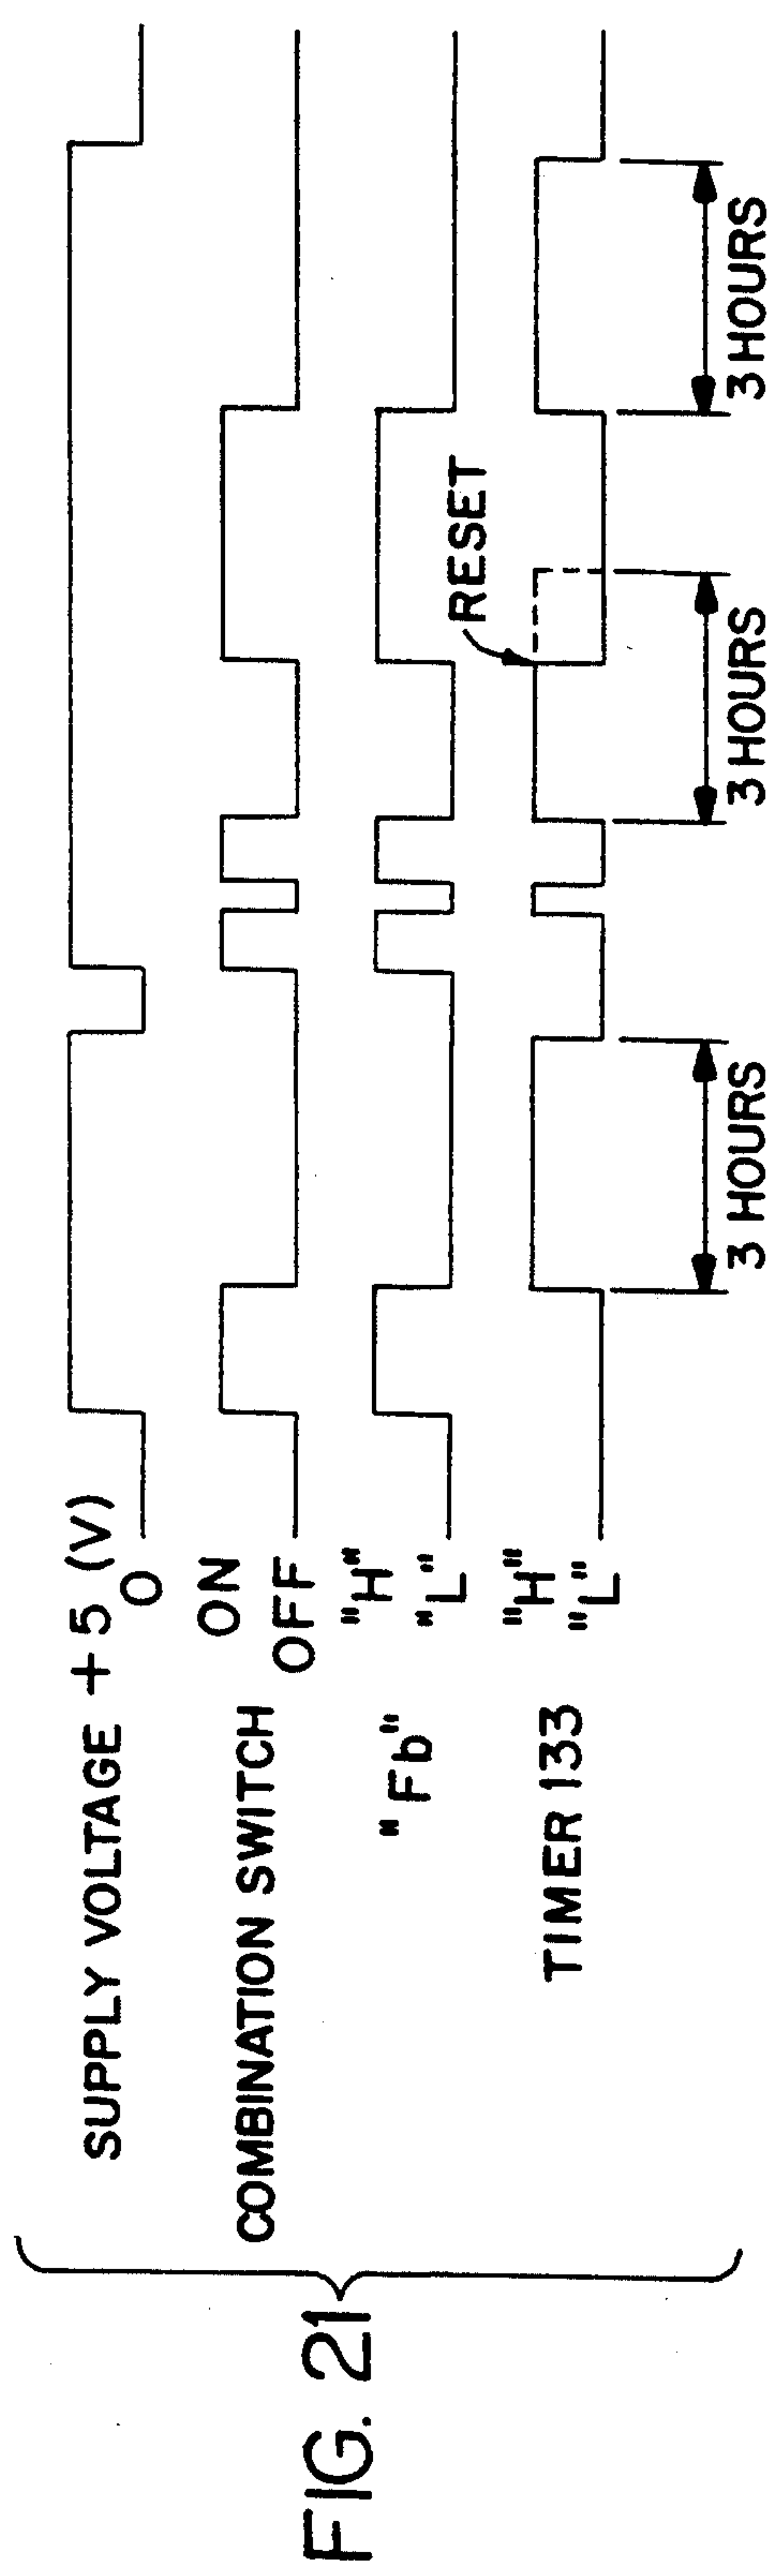 FIG. 21
SUPPLY VOLTAGE +5 (V)
O
COMBINATION SWITCH
ON
OFF
"Fb"
"H"
"L"
TIMER 133
"H"
"L"
RESET
3 HOURS
3 HOURS
3 HOURS